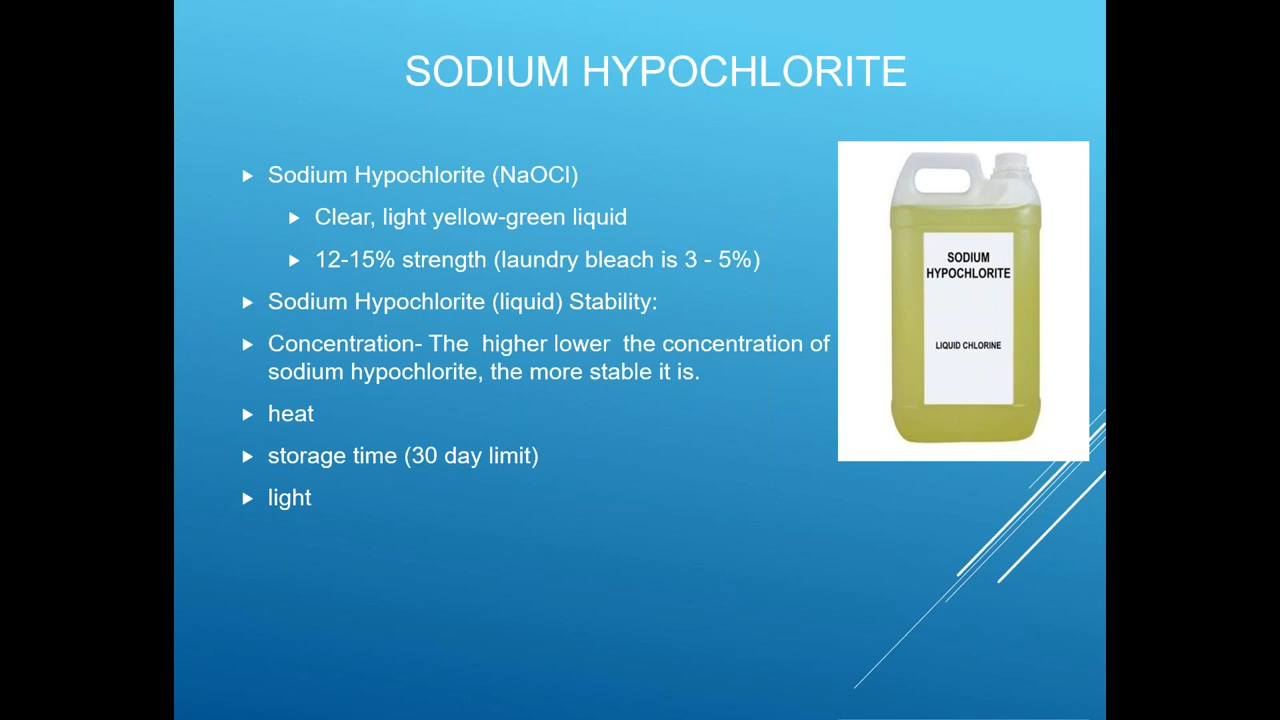 SODIUM HYPOCHLORITE
Sodium Hypochlorite (NaOCl)
Clear, light yellow-green liquid
12-15% strength (laundry bleach is 3 - 5%)
Sodium Hypochlorite (liquid) Stability:
Concentration- The  higher lower  the concentration of
sodium hypochlorite, the more stable it is.
heat
storage time (30 day limit)
light
SODIUM
HYPOCHLORITE
LIQUID CHLORINE